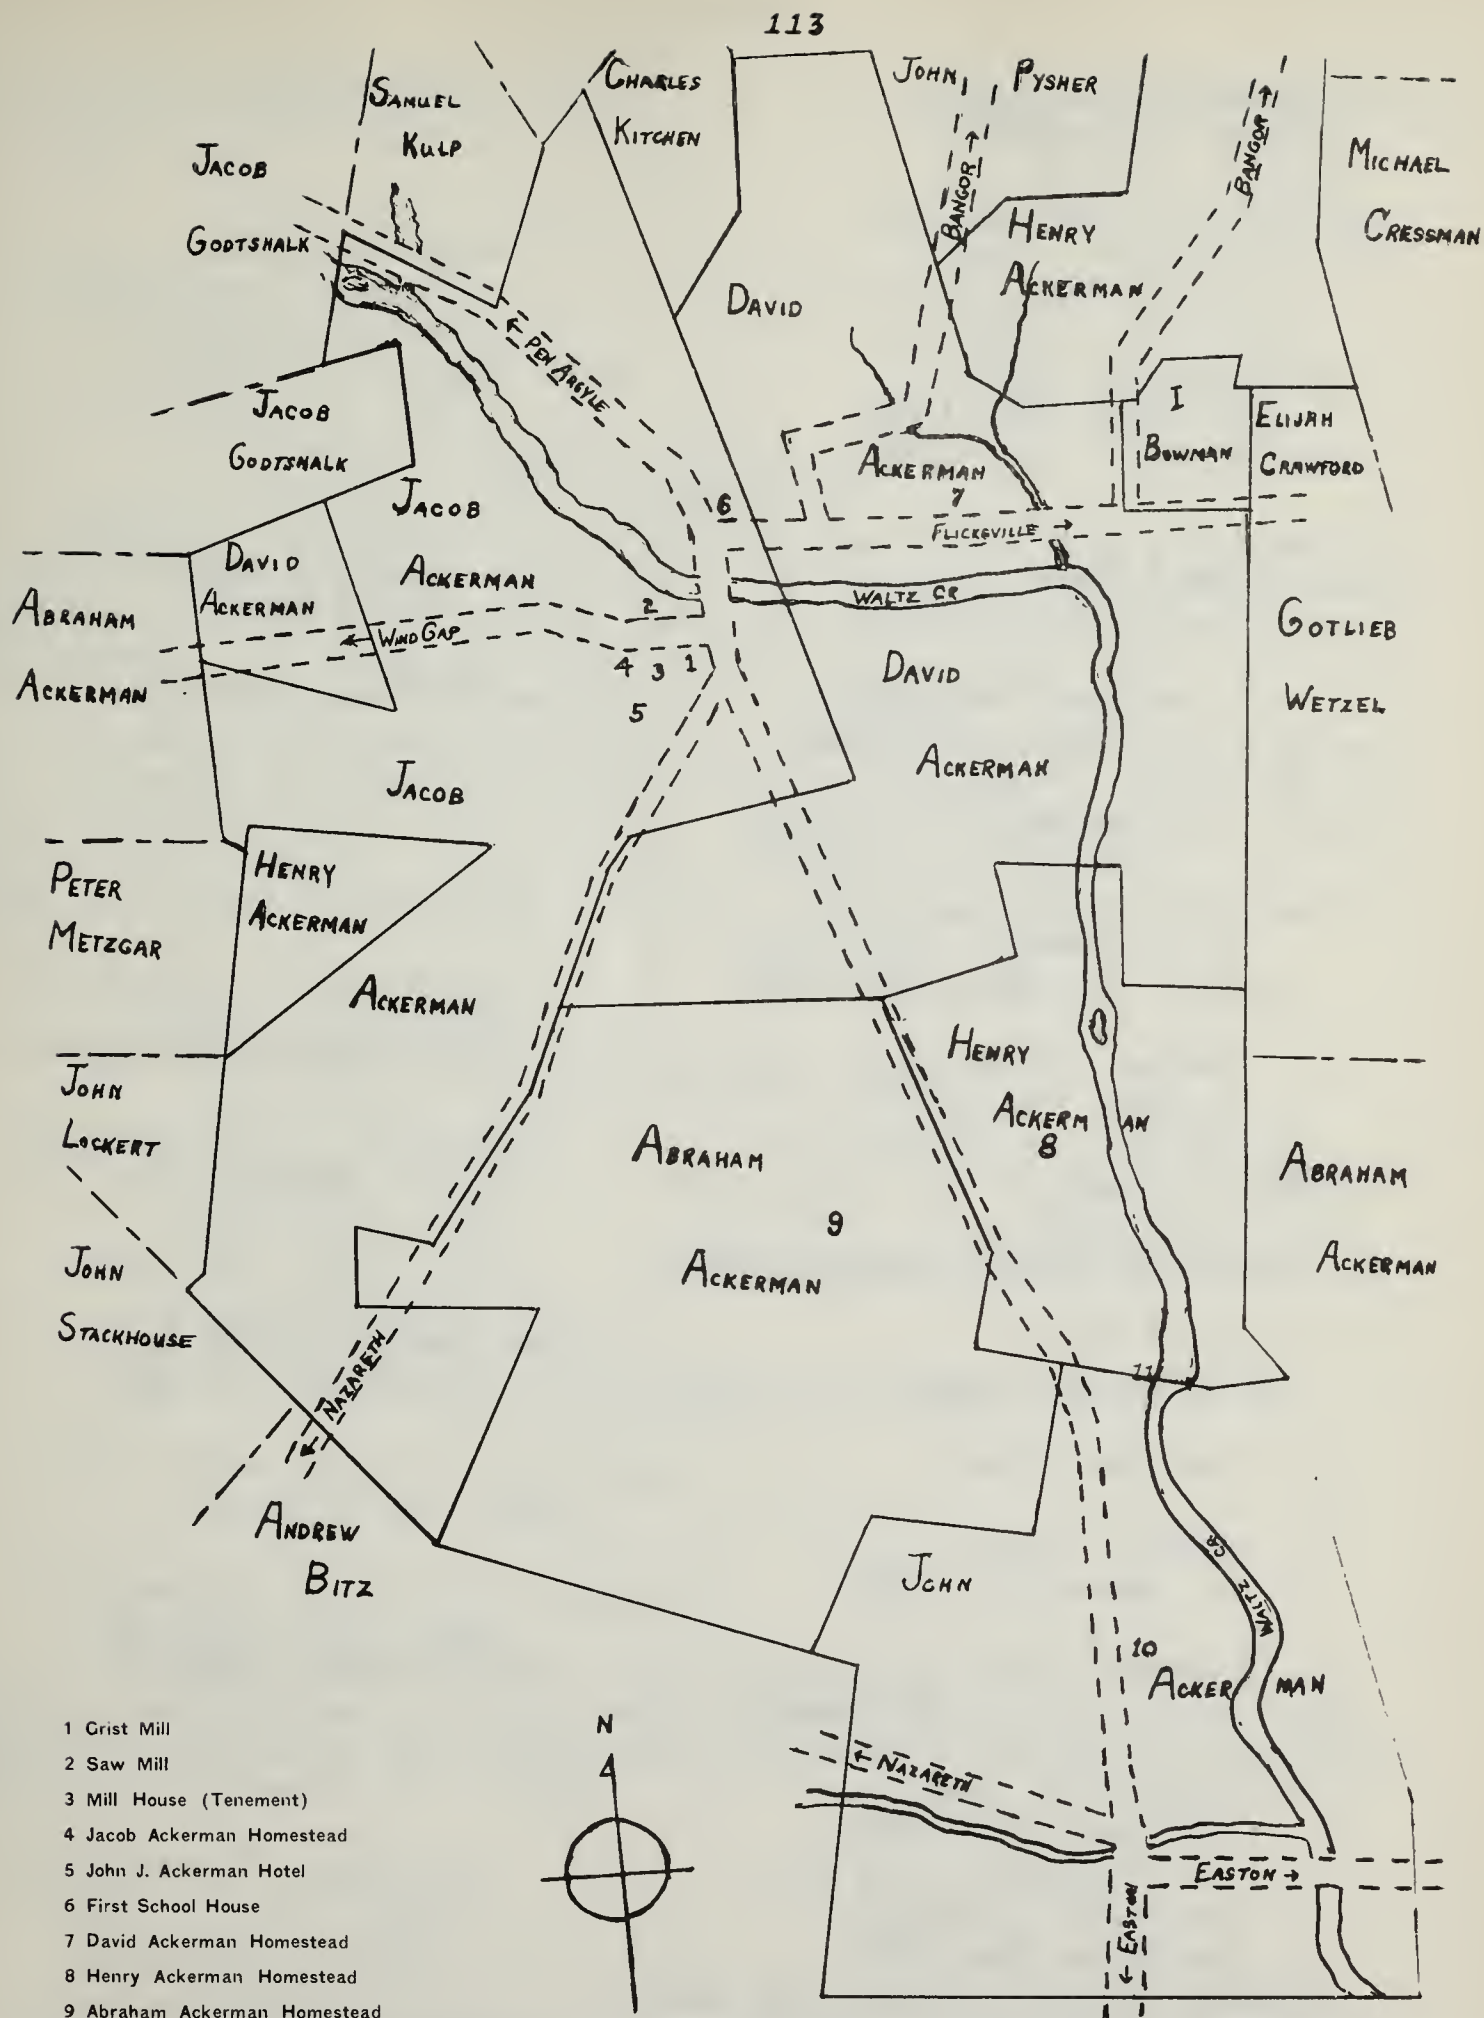 113
SAMUEL
KULP
CHARLES
KITCHEN
JOHN PYSHER
BANGOR →
BANGOR →
MICHAEL
CRESSMAN
JACOB
GODTSHALK
HENRY
ACKERMAN
DAVID
ACKERMAN
7
← PEN ARGYLE
JACOB
GODTSHALK
I
BOWMAN
ELIJAH
CRAWFORD
6
FLICKSVILLE →
JACOB
ACKERMAN
DAVID
ACKERMAN
ABRAHAM
ACKERMAN
← WIND GAP
2
4 3 1
5
WALTZ CR
GOTLIEB
WETZEL
DAVID
ACKERMAN
JACOB
ACKERMAN
PETER
METZGAR
HENRY
ACKERMAN
HENRY
ACKERMAN
8
JOHN
LOCKERT
ABRAHAM
9
ACKERMAN
ABRAHAM
ACKERMAN
JOHN
STACKHOUSE
← NAZARETH
11
ANDREW
BITZ
JOHN
10
ACKERMAN
WALTZ CR
← NAZARETH
EASTON →
← EASTON
N
1 Grist Mill
2 Saw Mill
3 Mill House (Tenement)
4 Jacob Ackerman Homestead
5 John J. Ackerman Hotel
6 First School House
7 David Ackerman Homestead
8 Henry Ackerman Homestead
9 Abraham Ackerman Homestead